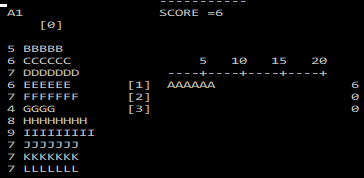 A1 SCORE =6
[0]
5 BBBBB
6 CCCCCC 5 10 15 20
7 DDDDDDD ----+----+----+----+
6 EEEEEE [1] AAAAAA 6
7 FFFFFFF [2] 0
4 GGGG [3] 0
8 HHHHHHHH
9 IIIIIIIII
7 JJJJJJJ
7 KKKKKKK
7 LLLLLLL